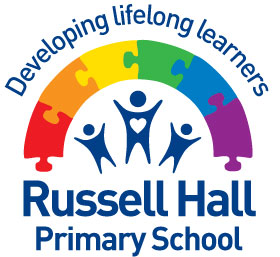 Developing lifelong learners
Russell Hall
Primary School